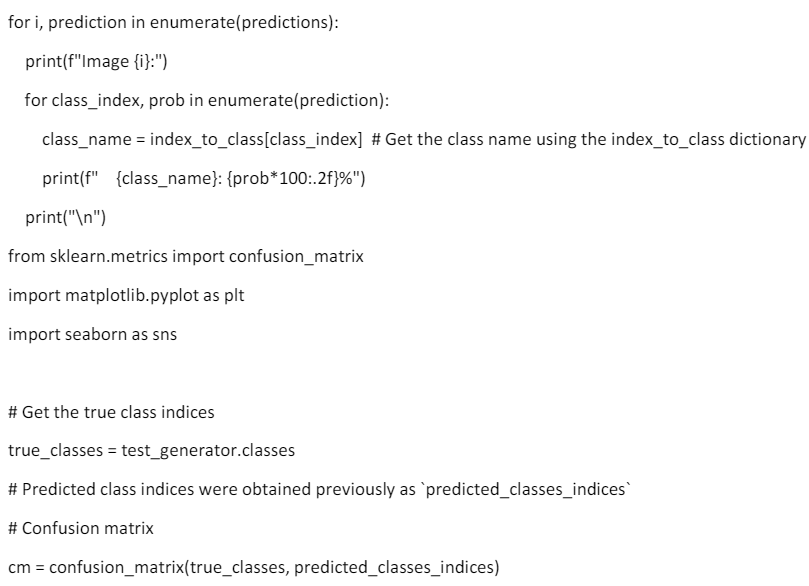 for i, prediction in enumerate(predictions):
print(f"Image {i}:")
for class_index, prob in enumerate(prediction):
class_name = index_to_class[class_index]  # Get the class name using the index_to_class dictionary
print(f"    {class_name}: {prob*100:.2f}%")
print("\n")
from sklearn.metrics import confusion_matrix
import matplotlib.pyplot as plt
import seaborn as sns
# Get the true class indices
true_classes = test_generator.classes
# Predicted class indices were obtained previously as `predicted_classes_indices`
# Confusion matrix
cm = confusion_matrix(true_classes, predicted_classes_indices)